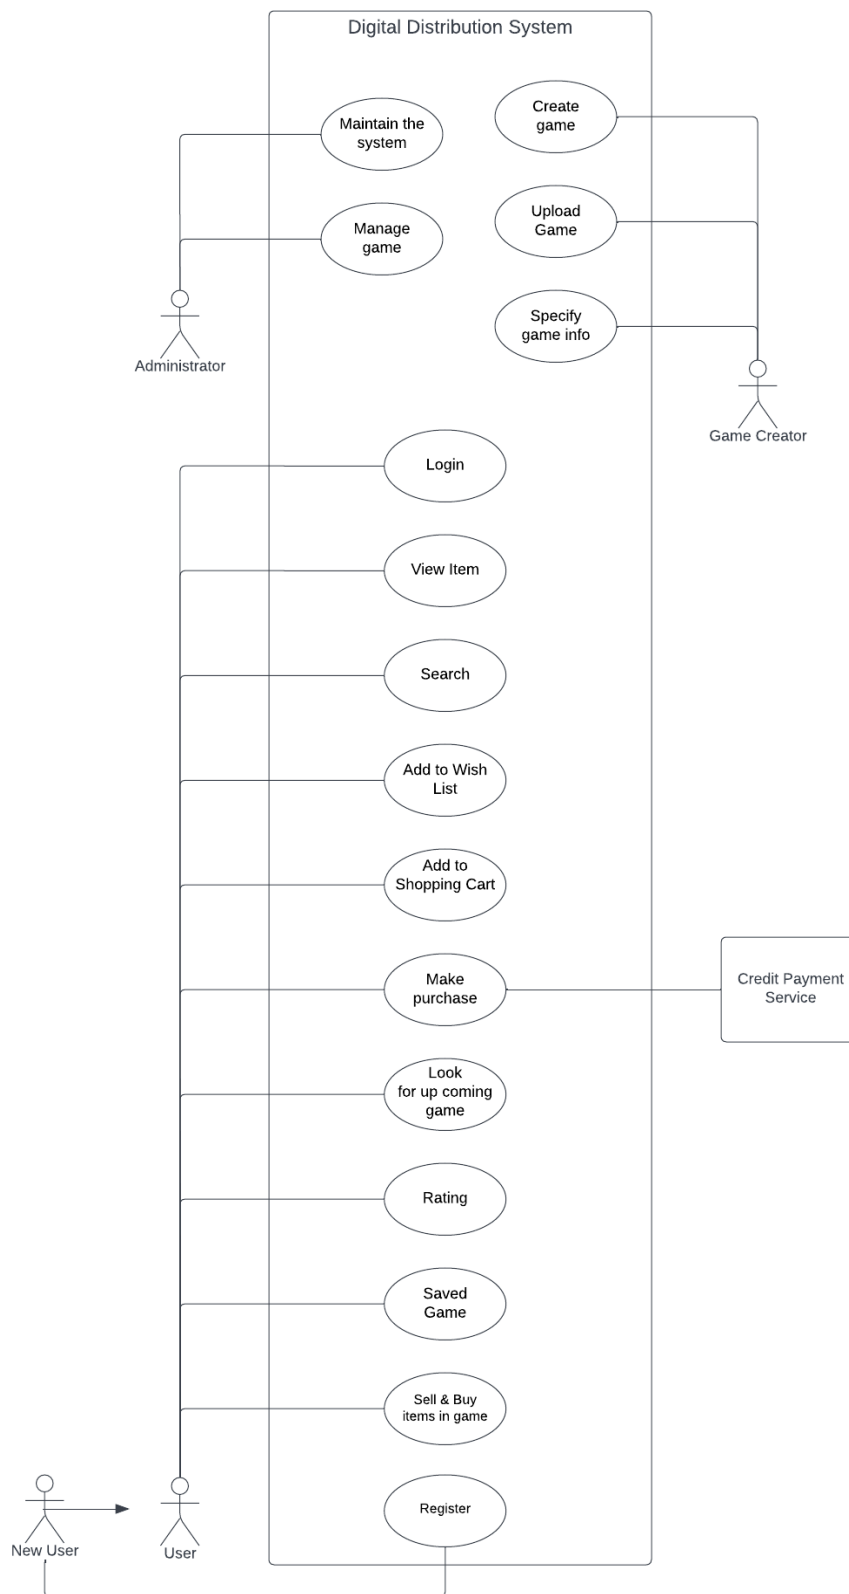 Digital Distribution System
Maintain the
system
Create
game
Manage
game
Upload
Game
Specify
game info
Administrator
Game Creator
Login
View Item
Search
Add to Wish
List
Add to
Shopping Cart
Make
purchase
Credit Payment
Service
Look
for up coming
game
Rating
Saved
Game
Sell & Buy
items in game
Register
New User
User